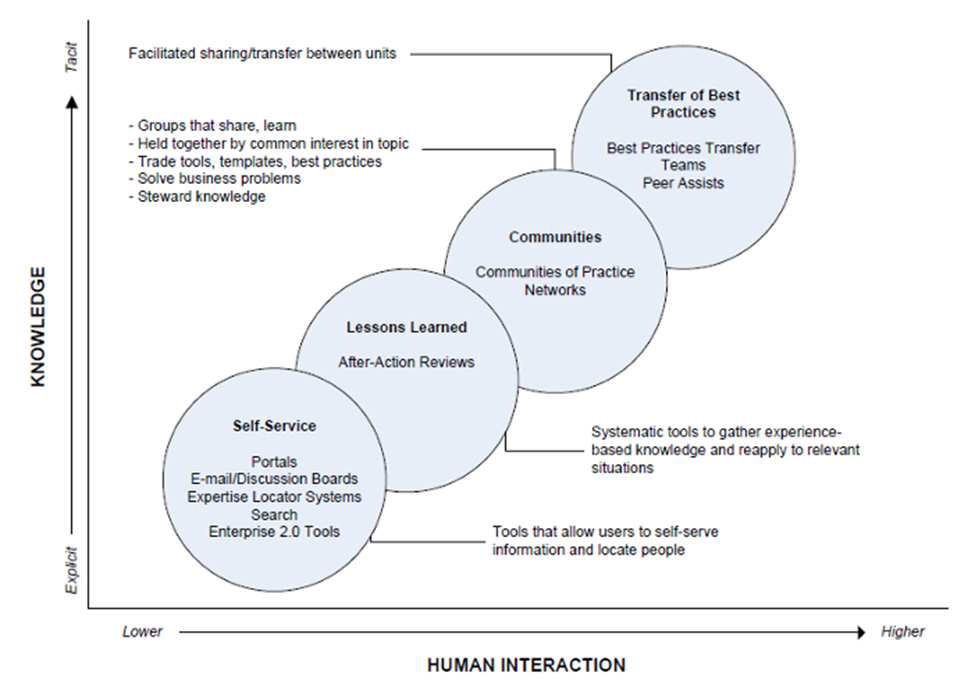 Tacit
Facilitated sharing/transfer between units
Transfer of Best
Practices
Best Practices Transfer
Teams
Peer Assists
- Groups that share, learn
- Held together by common interest in topic
- Trade tools, templates, best practices
- Solve business problems
- Steward knowledge
Communities
Communities of Practice
Networks
KNOWLEDGE
Lessons Learned
After-Action Reviews
Self-Service
Portals
E-mail/Discussion Boards
Expertise Locator Systems
Search
Enterprise 2.0 Tools
Systematic tools to gather experience-
based knowledge and reapply to relevant
situations
Tools that allow users to self-serve
information and locate people
Explicit
Lower
Higher
HUMAN INTERACTION